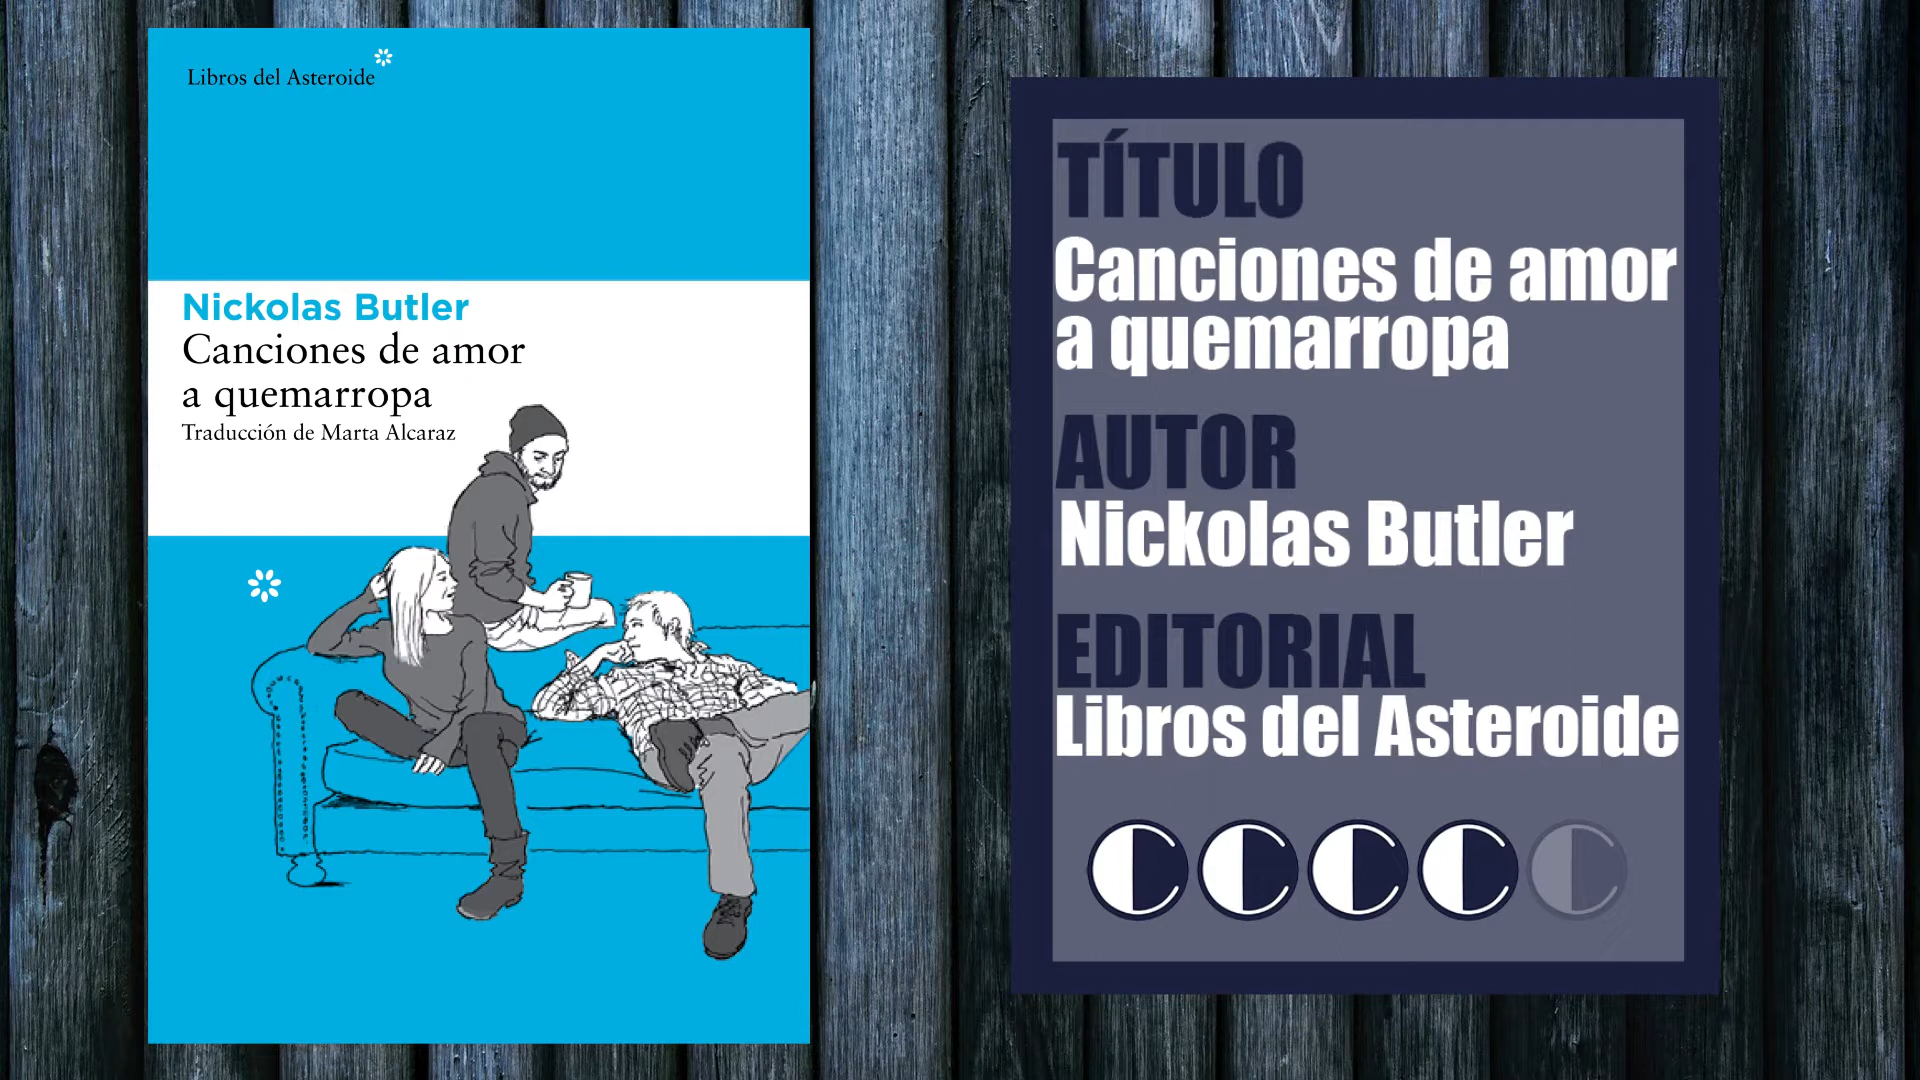 Libros del Asteroide
Nickolas Butler
Canciones de amor
a quemarropa
Traducción de Marta Alcaraz
TÍTULO
Canciones de amor
a quemarropa
AUTOR
Nickolas Butler
EDITORIAL
Libros del Asteroide